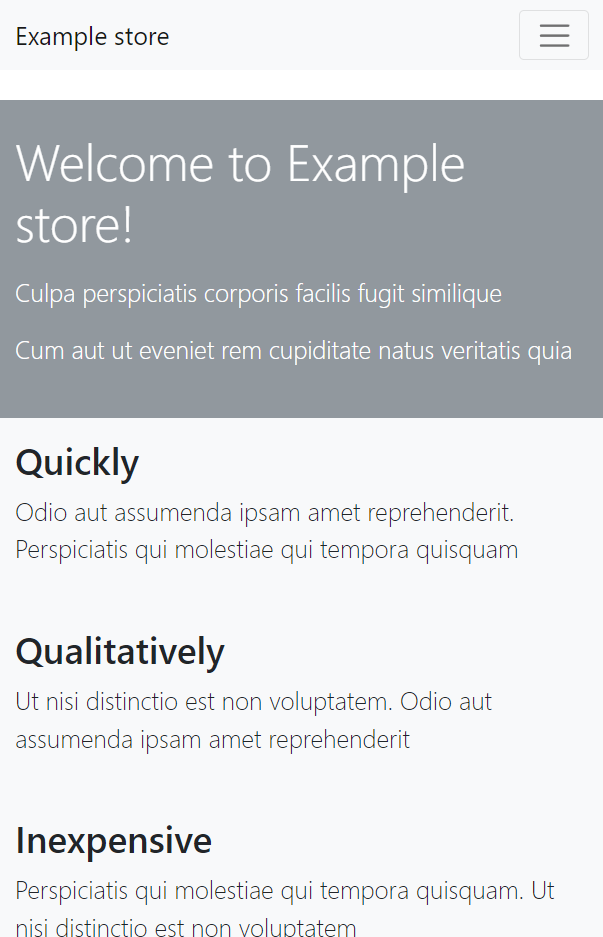 Example store
Welcome to Example
store!
Culpa perspiciatis corporis facilis fugit similique
Cum aut ut eveniet rem cupiditate natus veritatis quia
Quickly
Odio aut assumenda ipsam amet reprehenderit.
Perspiciatis qui molestiae qui tempora quisquam
Qualitatively
Ut nisi distinctio est non voluptatem. Odio aut
assumenda ipsam amet reprehenderit
Inexpensive
Perspiciatis qui molestiae qui tempora quisquam. Ut
nisi distinctio est non voluptatem